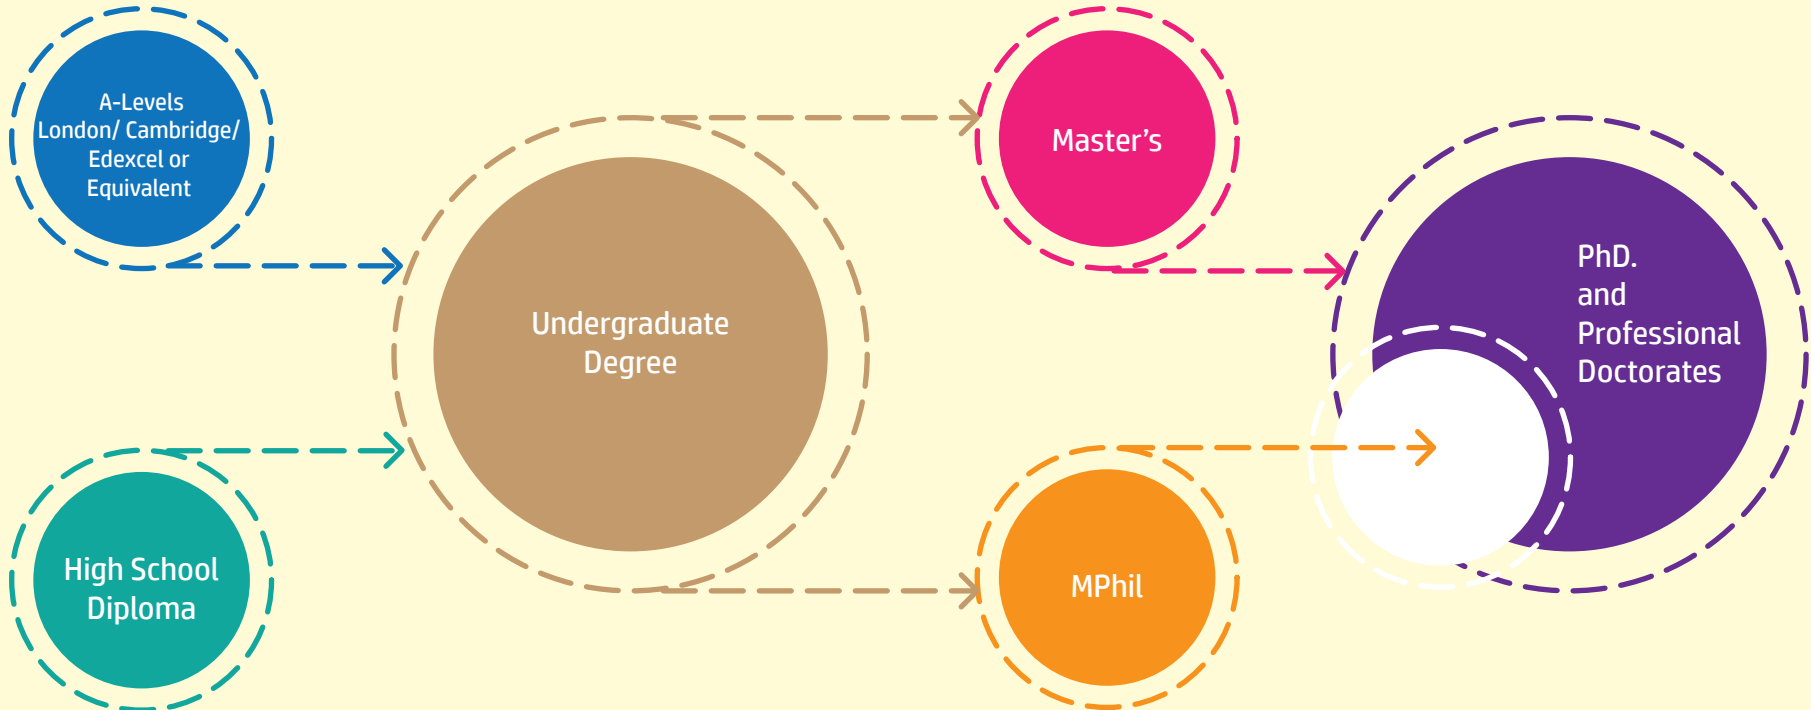 A-Levels
London/ Cambridge/
Edexcel or
Equivalent
High School
Diploma
Undergraduate
Degree
Master's
MPhil
PhD.
and
Professional
Doctorates